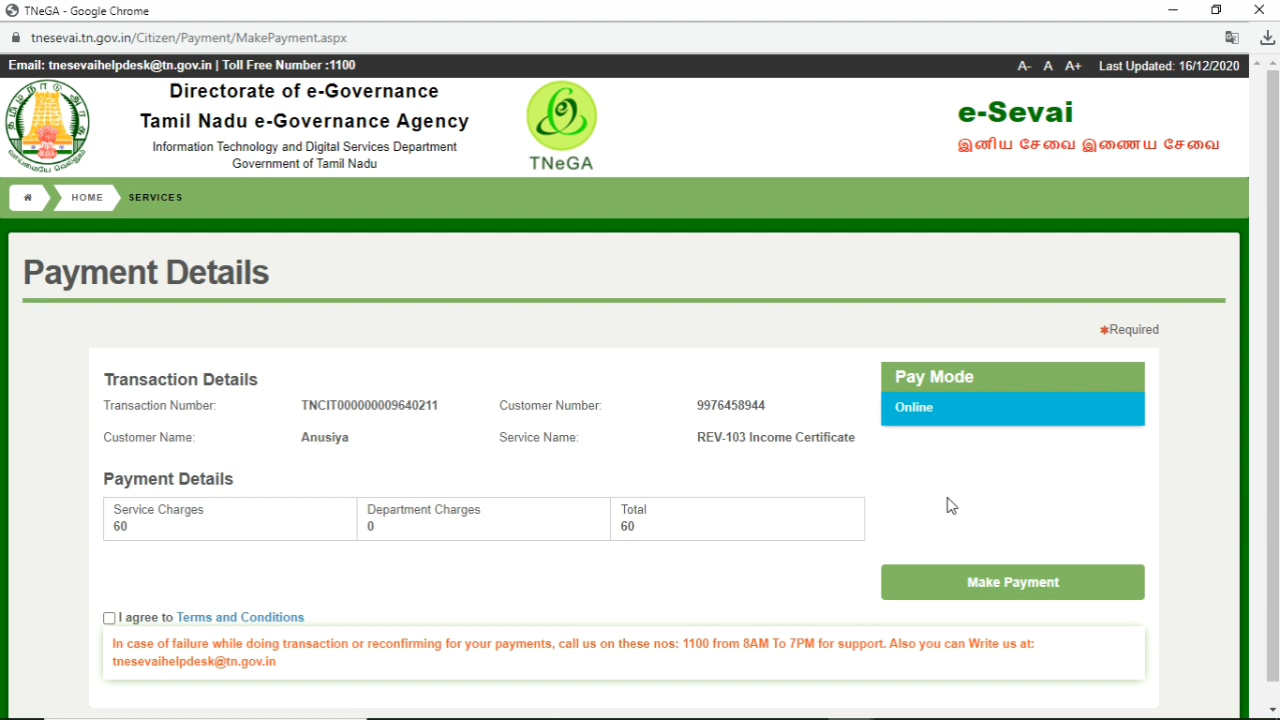 TNeGA - Google Chrome
tnesevai.tn.gov.in/Citizen/Payment/MakePayment.aspx
Email: tnesevaihelpdesk@tn.gov.in | Toll Free Number :1100
A- A A+ Last Updated: 16/12/2020
Directorate of e-Governance
Tamil Nadu e-Governance Agency
Information Technology and Digital Services Department
Government of Tamil Nadu
TNeGA
e-Sevai
இனிய சேவை இணைய சேவை
HOME SERVICES
Payment Details
*Required
Transaction Details
Transaction Number: TNCIT000000009640211 Customer Number: 9976458944
Customer Name: Anusiya Service Name: REV-103 Income Certificate
Pay Mode
Online
Payment Details
Service Charges Department Charges Total
60 0 60
Make Payment
I agree to Terms and Conditions
In case of failure while doing transaction or reconfirming for your payments, call us on these nos: 1100 from 8AM To 7PM for support. Also you can Write us at:
tnesevaihelpdesk@tn.gov.in